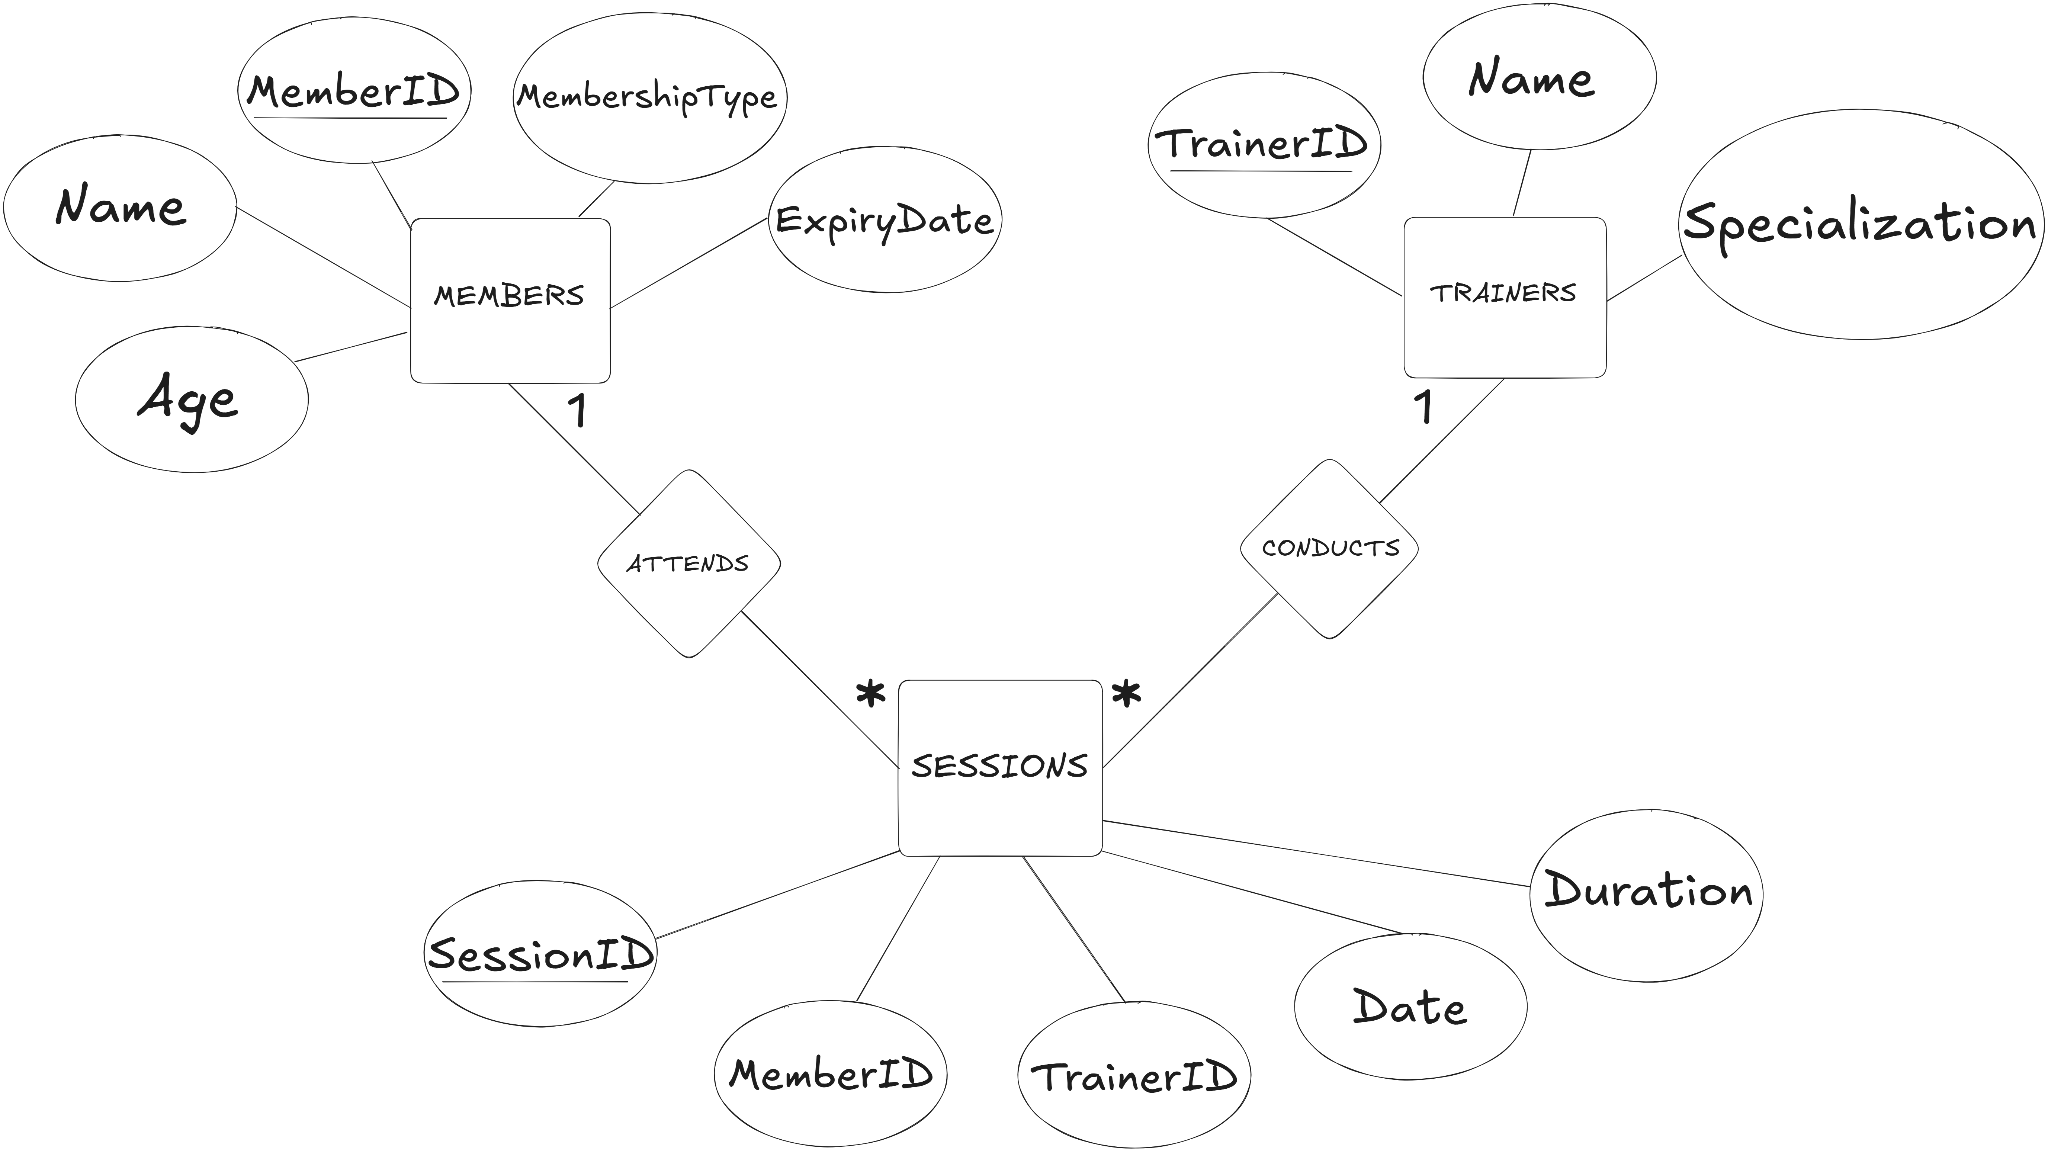 MemberID
MembershipType
Name
ExpiryDate
Age
MEMBERS
1
ATTENDS
*
Name
TrainerID
Specialization
TRAINERS
1
CONDUCTS
*
SESSIONS
SessionID
MemberID
TrainerID
Date
Duration